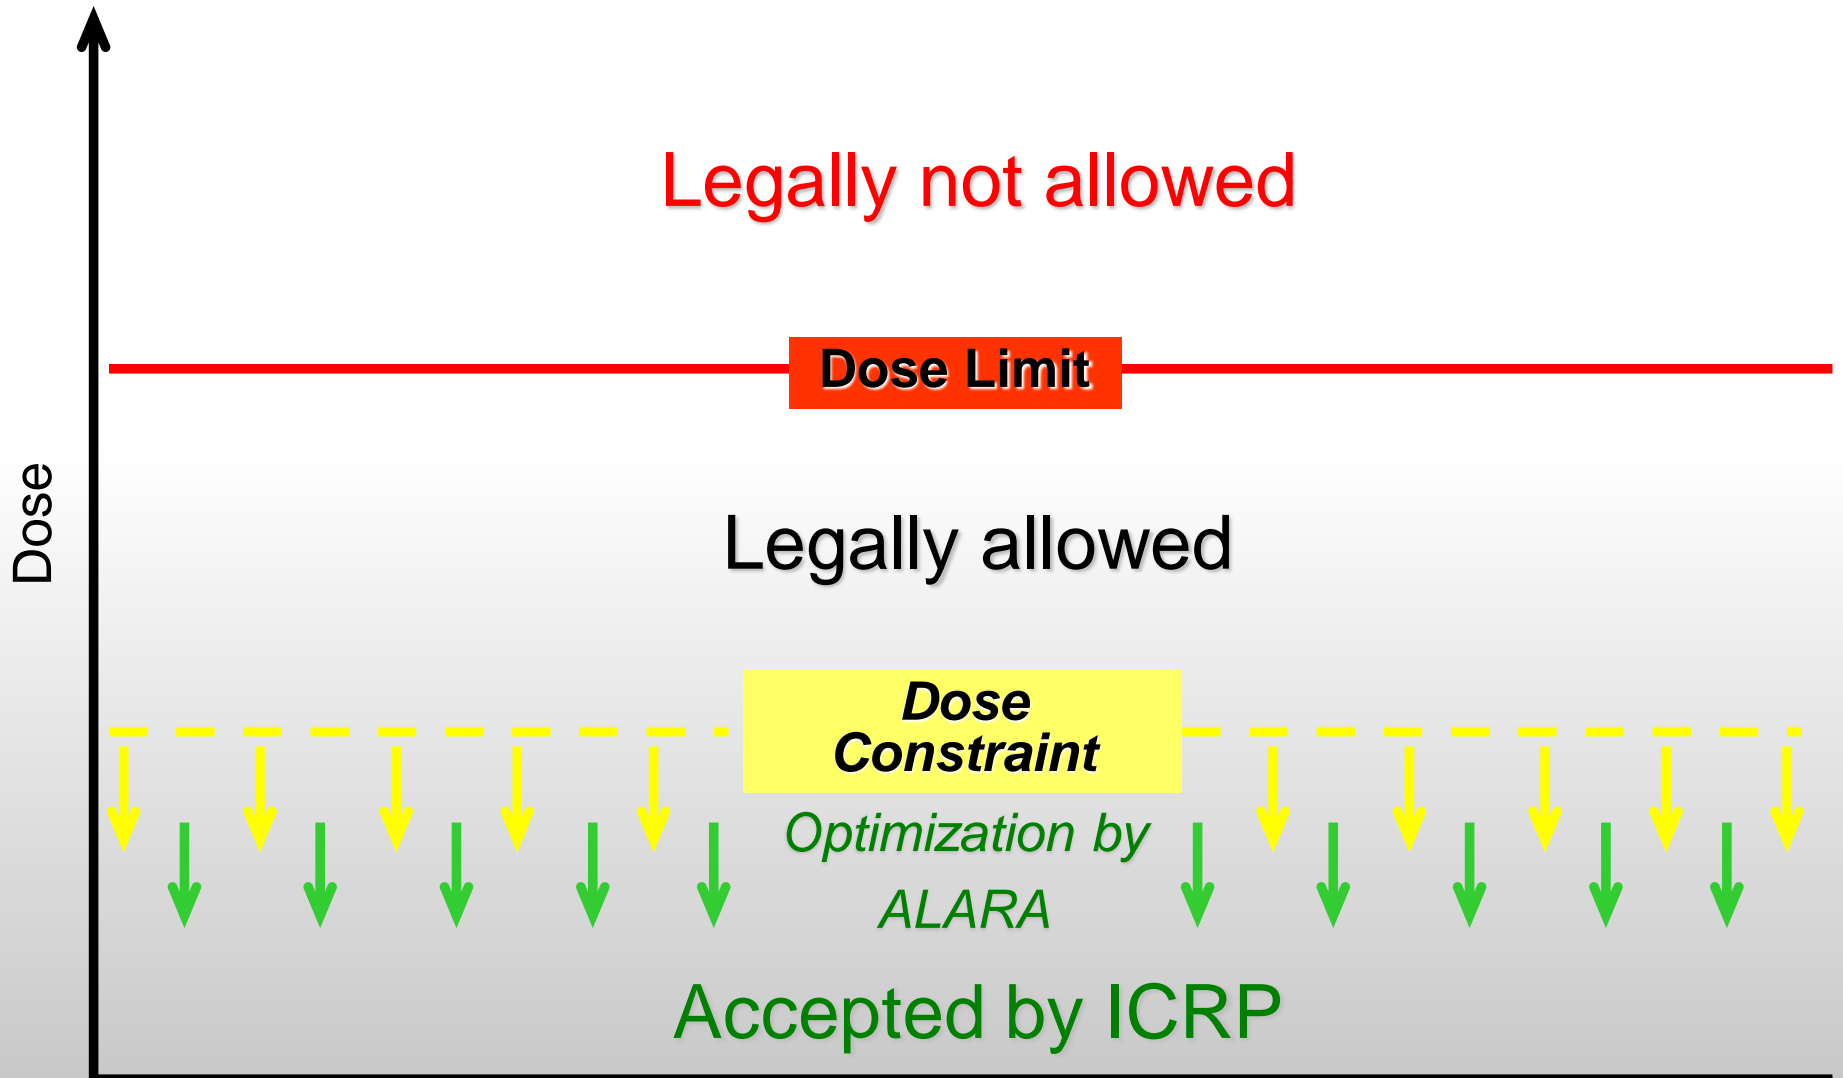 Legally not allowed
Dose Limit
Dose
Legally allowed
Dose
Constraint
Optimization by
ALARA
Accepted by ICRP